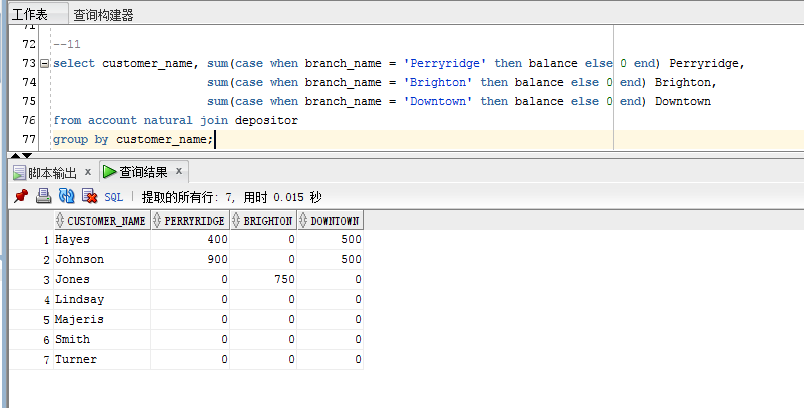 工作表 查询构建器
71
72 --11
73 select customer_name, sum(case when branch_name = 'Perryridge' then balance else 0 end) Perryridge,
74 sum(case when branch_name = 'Brighton' then balance else 0 end) Brighton,
75 sum(case when branch_name = 'Downtown' then balance else 0 end) Downtown
76 from account natural join depositor
77 group by customer_name;
脚本输出 x 查询结果 x
SQL | 提取的所有行: 7, 用时 0.015 秒
CUSTOMER_NAME PERRYRIDGE BRIGHTON DOWNTOWN
1 Hayes 400 0 500
2 Johnson 900 0 500
3 Jones 0 750 0
4 Lindsay 0 0 0
5 Majeris 0 0 0
6 Smith 0 0 0
7 Turner 0 0 0